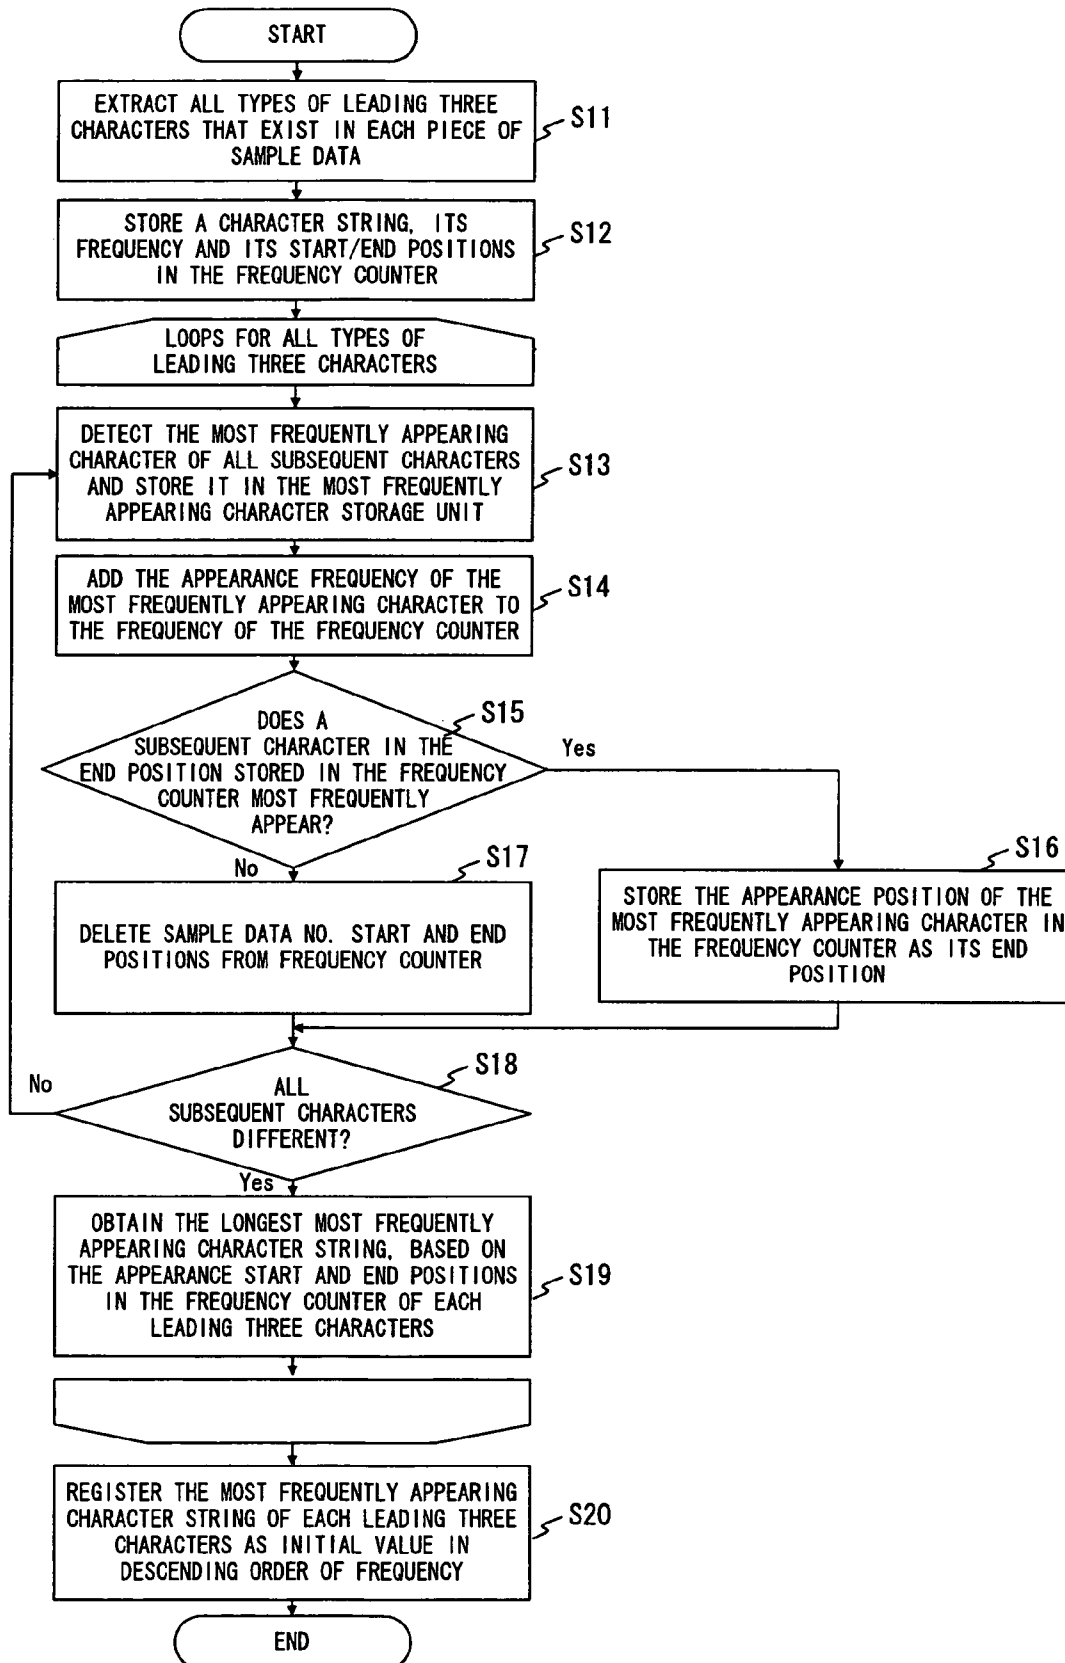 START
EXTRACT ALL TYPES OF LEADING THREE
CHARACTERS THAT EXIST IN EACH PIECE OF
SAMPLE DATA
S11
STORE A CHARACTER STRING, ITS
FREQUENCY AND ITS START/END POSITIONS
IN THE FREQUENCY COUNTER
S12
LOOPS FOR ALL TYPES OF
LEADING THREE CHARACTERS
DETECT THE MOST FREQUENTLY APPEARING
CHARACTER OF ALL SUBSEQUENT CHARACTERS
AND STORE IT IN THE MOST FREQUENTLY
APPEARING CHARACTER STORAGE UNIT
S13
ADD THE APPEARANCE FREQUENCY OF THE
MOST FREQUENTLY APPEARING CHARACTER TO
THE FREQUENCY OF THE FREQUENCY COUNTER
S14
DOES A
SUBSEQUENT CHARACTER IN THE
END POSITION STORED IN THE FREQUENCY
COUNTER MOST FREQUENTLY
APPEAR?
S15
Yes
No
S17
DELETE SAMPLE DATA NO. START AND END
POSITIONS FROM FREQUENCY COUNTER
S16
STORE THE APPEARANCE POSITION OF THE
MOST FREQUENTLY APPEARING CHARACTER IN
THE FREQUENCY COUNTER AS ITS END
POSITION
No
ALL
SUBSEQUENT CHARACTERS
DIFFERENT?
S18
Yes
OBTAIN THE LONGEST MOST FREQUENTLY
APPEARING CHARACTER STRING, BASED ON
THE APPEARANCE START AND END POSITIONS
IN THE FREQUENCY COUNTER OF EACH
LEADING THREE CHARACTERS
S19
REGISTER THE MOST FREQUENTLY APPEARING
CHARACTER STRING OF EACH LEADING THREE
CHARACTERS AS INITIAL VALUE IN
DESCENDING ORDER OF FREQUENCY
S20
END